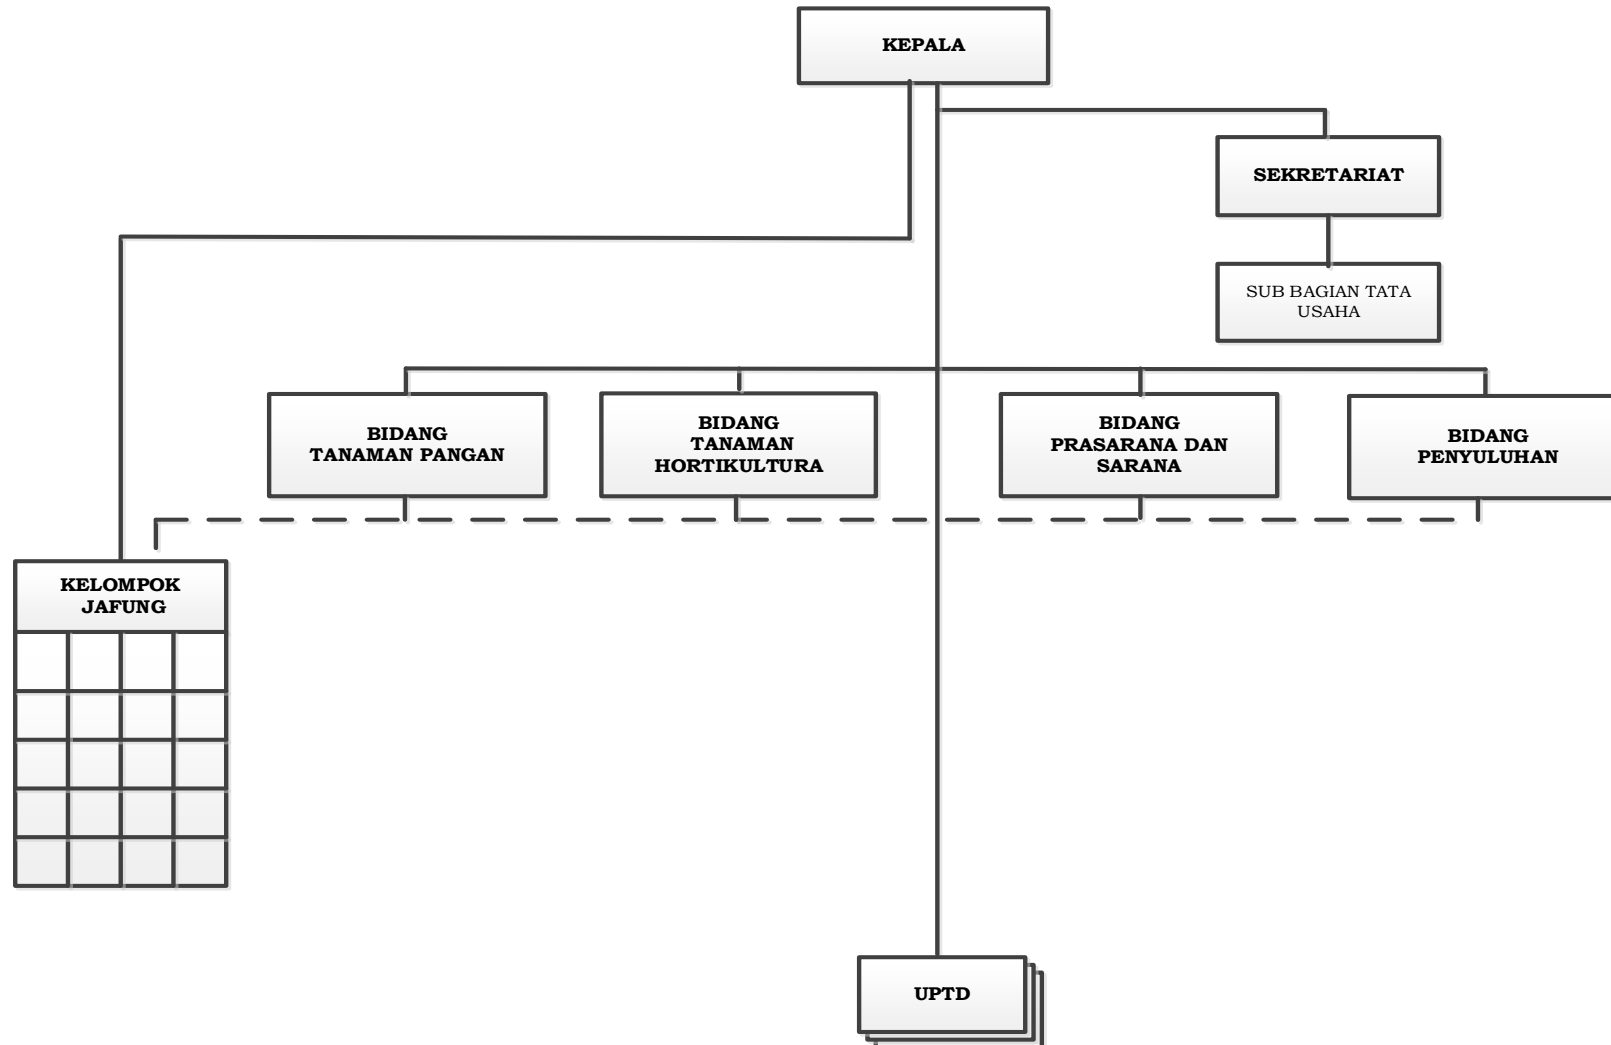 KEPALA
SEKRETARIAT
SUB BAGIAN TATA
USAHA
BIDANG
TANAMAN PANGAN
BIDANG
TANAMAN
HORTIKULTURA
BIDANG
PRASARANA DAN
SARANA
BIDANG
PENYULUHAN
KELOMPOK
JAFUNG
UPTD